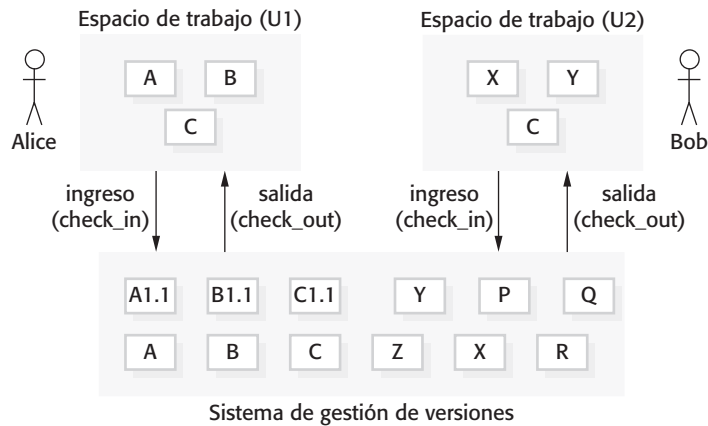 Espacio de trabajo (U1) Espacio de trabajo (U2)
A B X Y
C C
Alice Bob
ingreso salida ingreso salida
(check_in) (check_out) (check_in) (check_out)
A1.1 B1.1 C1.1 Y P Q
A B C Z X R
Sistema de gestión de versiones